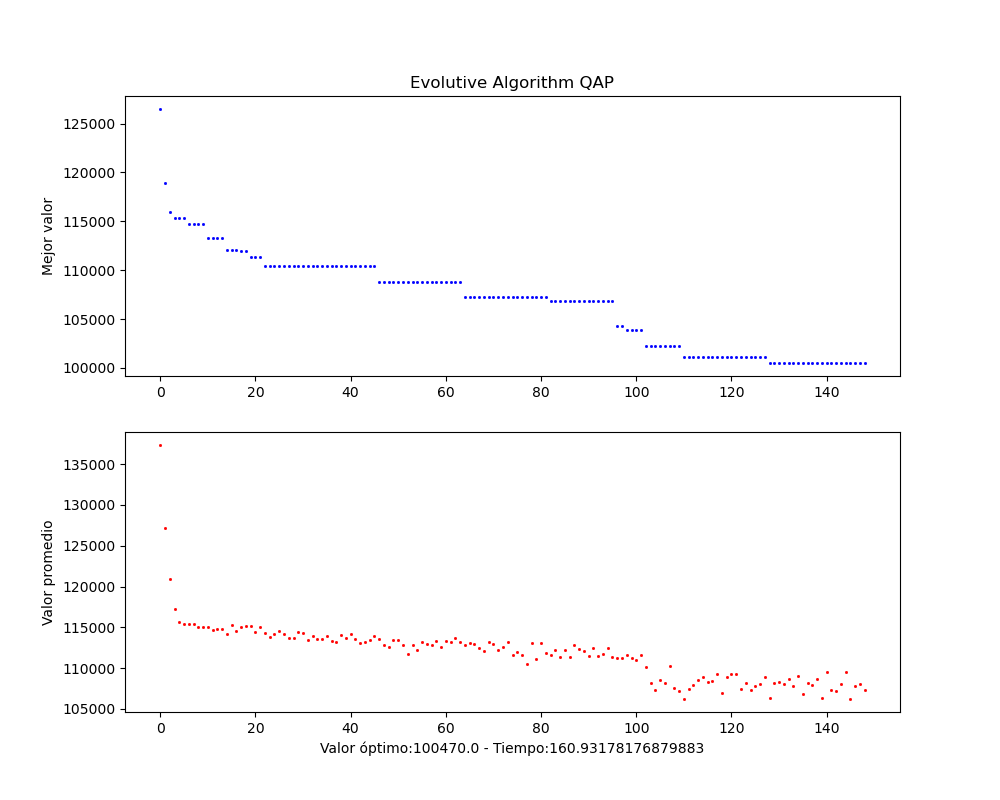 Evolutive Algorithm QAP
Mejor valor
125000
120000
115000
110000
105000
100000
0 20 40 60 80 100 120 140
Valor promedio
135000
130000
125000
120000
115000
110000
105000
0 20 40 60 80 100 120 140
Valor óptimo:100470.0 - Tiempo:160.93178176879883